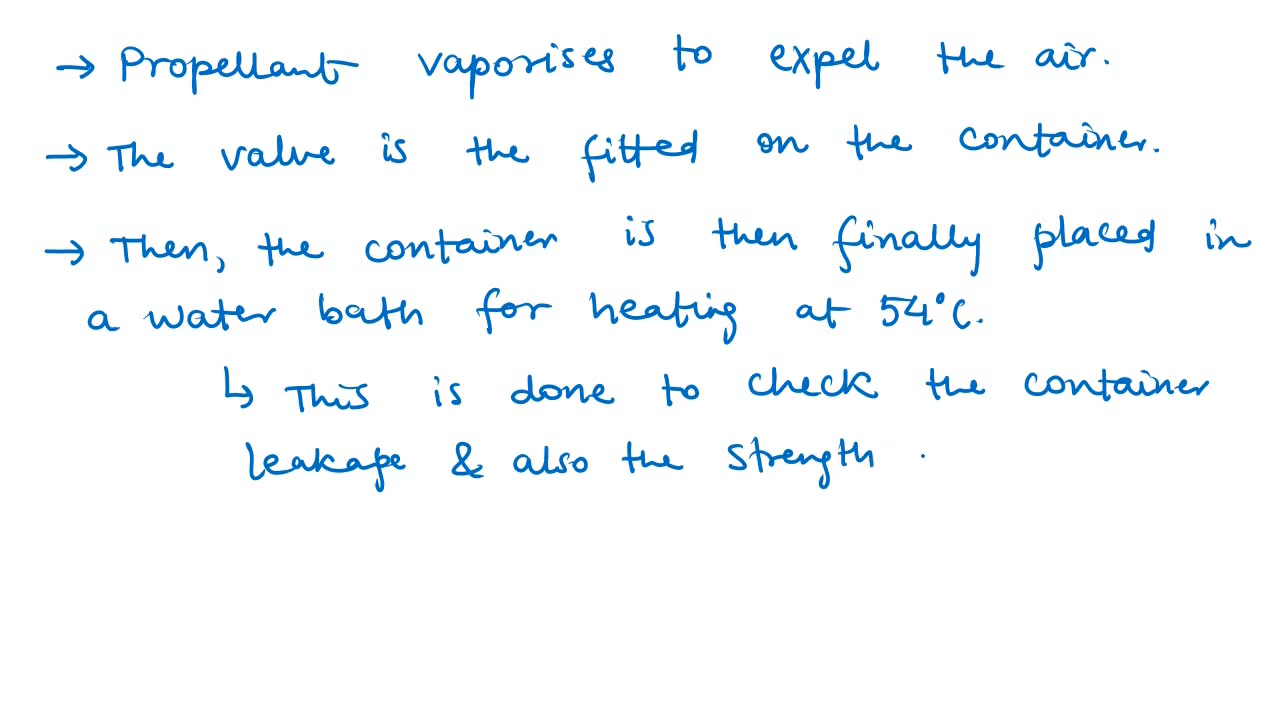 → Propellant vaporises to expel the air.
→ The valve is the fitted on the container.
→ Then, the container is then finally placed in
a water bath for heating at 54°C.
↳ This is done to check the container
leakage & also the strength.